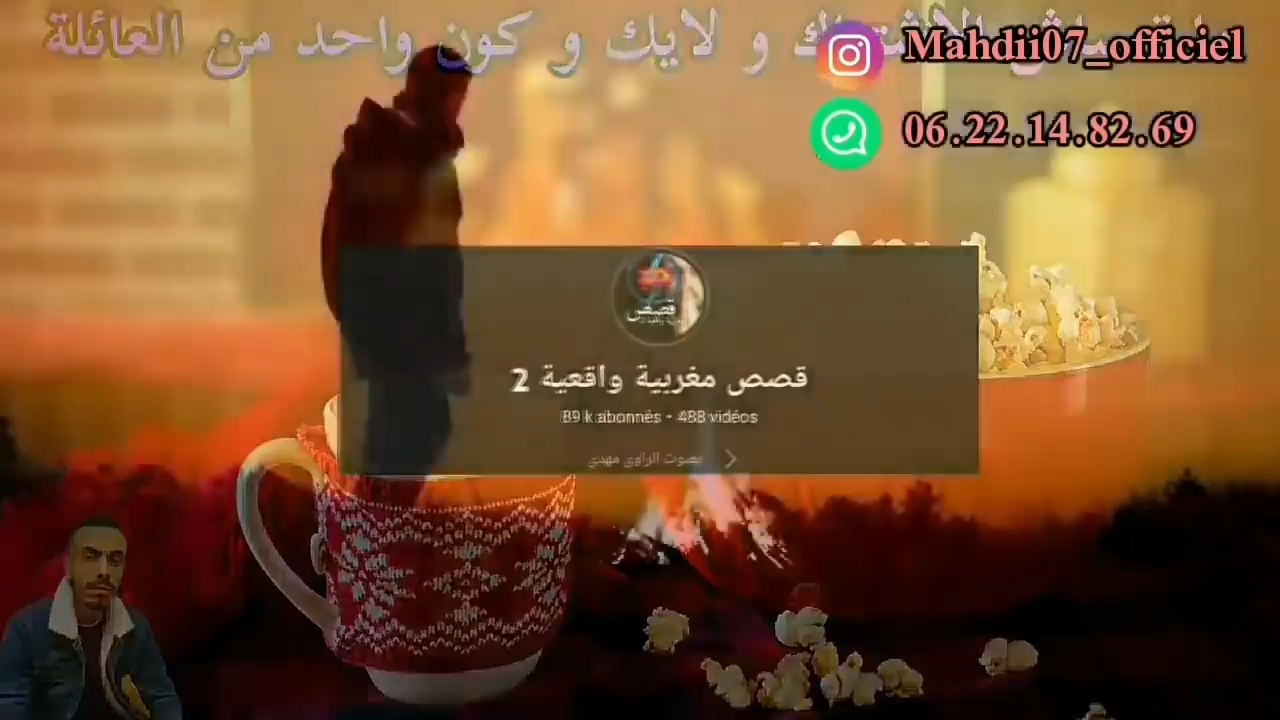 و لايك و كون واحد من العائلة
Mahdii07_officiel
06.22.14.82.69
قصص
قصص مغربية واقعية 2
89 k abonnés - 488 vidéos
بصوت الراوي مهدي